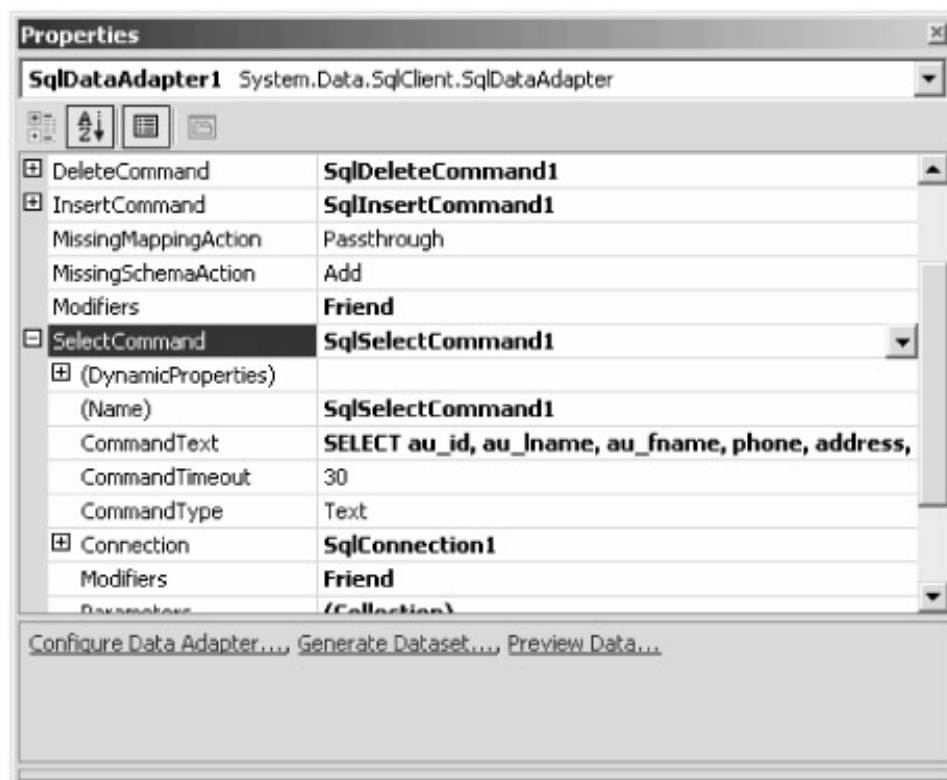 Properties
SqlDataAdapter1 System.Data.SqlClient.SqlDataAdapter
DeleteCommand SqlDeleteCommand1
InsertCommand SqlInsertCommand1
MissingMappingAction Passthrough
MissingSchemaAction Add
Modifiers Friend
SelectCommand SqlSelectCommand1
(DynamicProperties)
(Name) SqlSelectCommand1
CommandText SELECT au_id, au_lname, au_fname, phone, address,
CommandTimeout 30
CommandType Text
Connection SqlConnection1
Modifiers Friend
Parameters (Collection)
Configure Data Adapter..., Generate Dataset..., Preview Data...